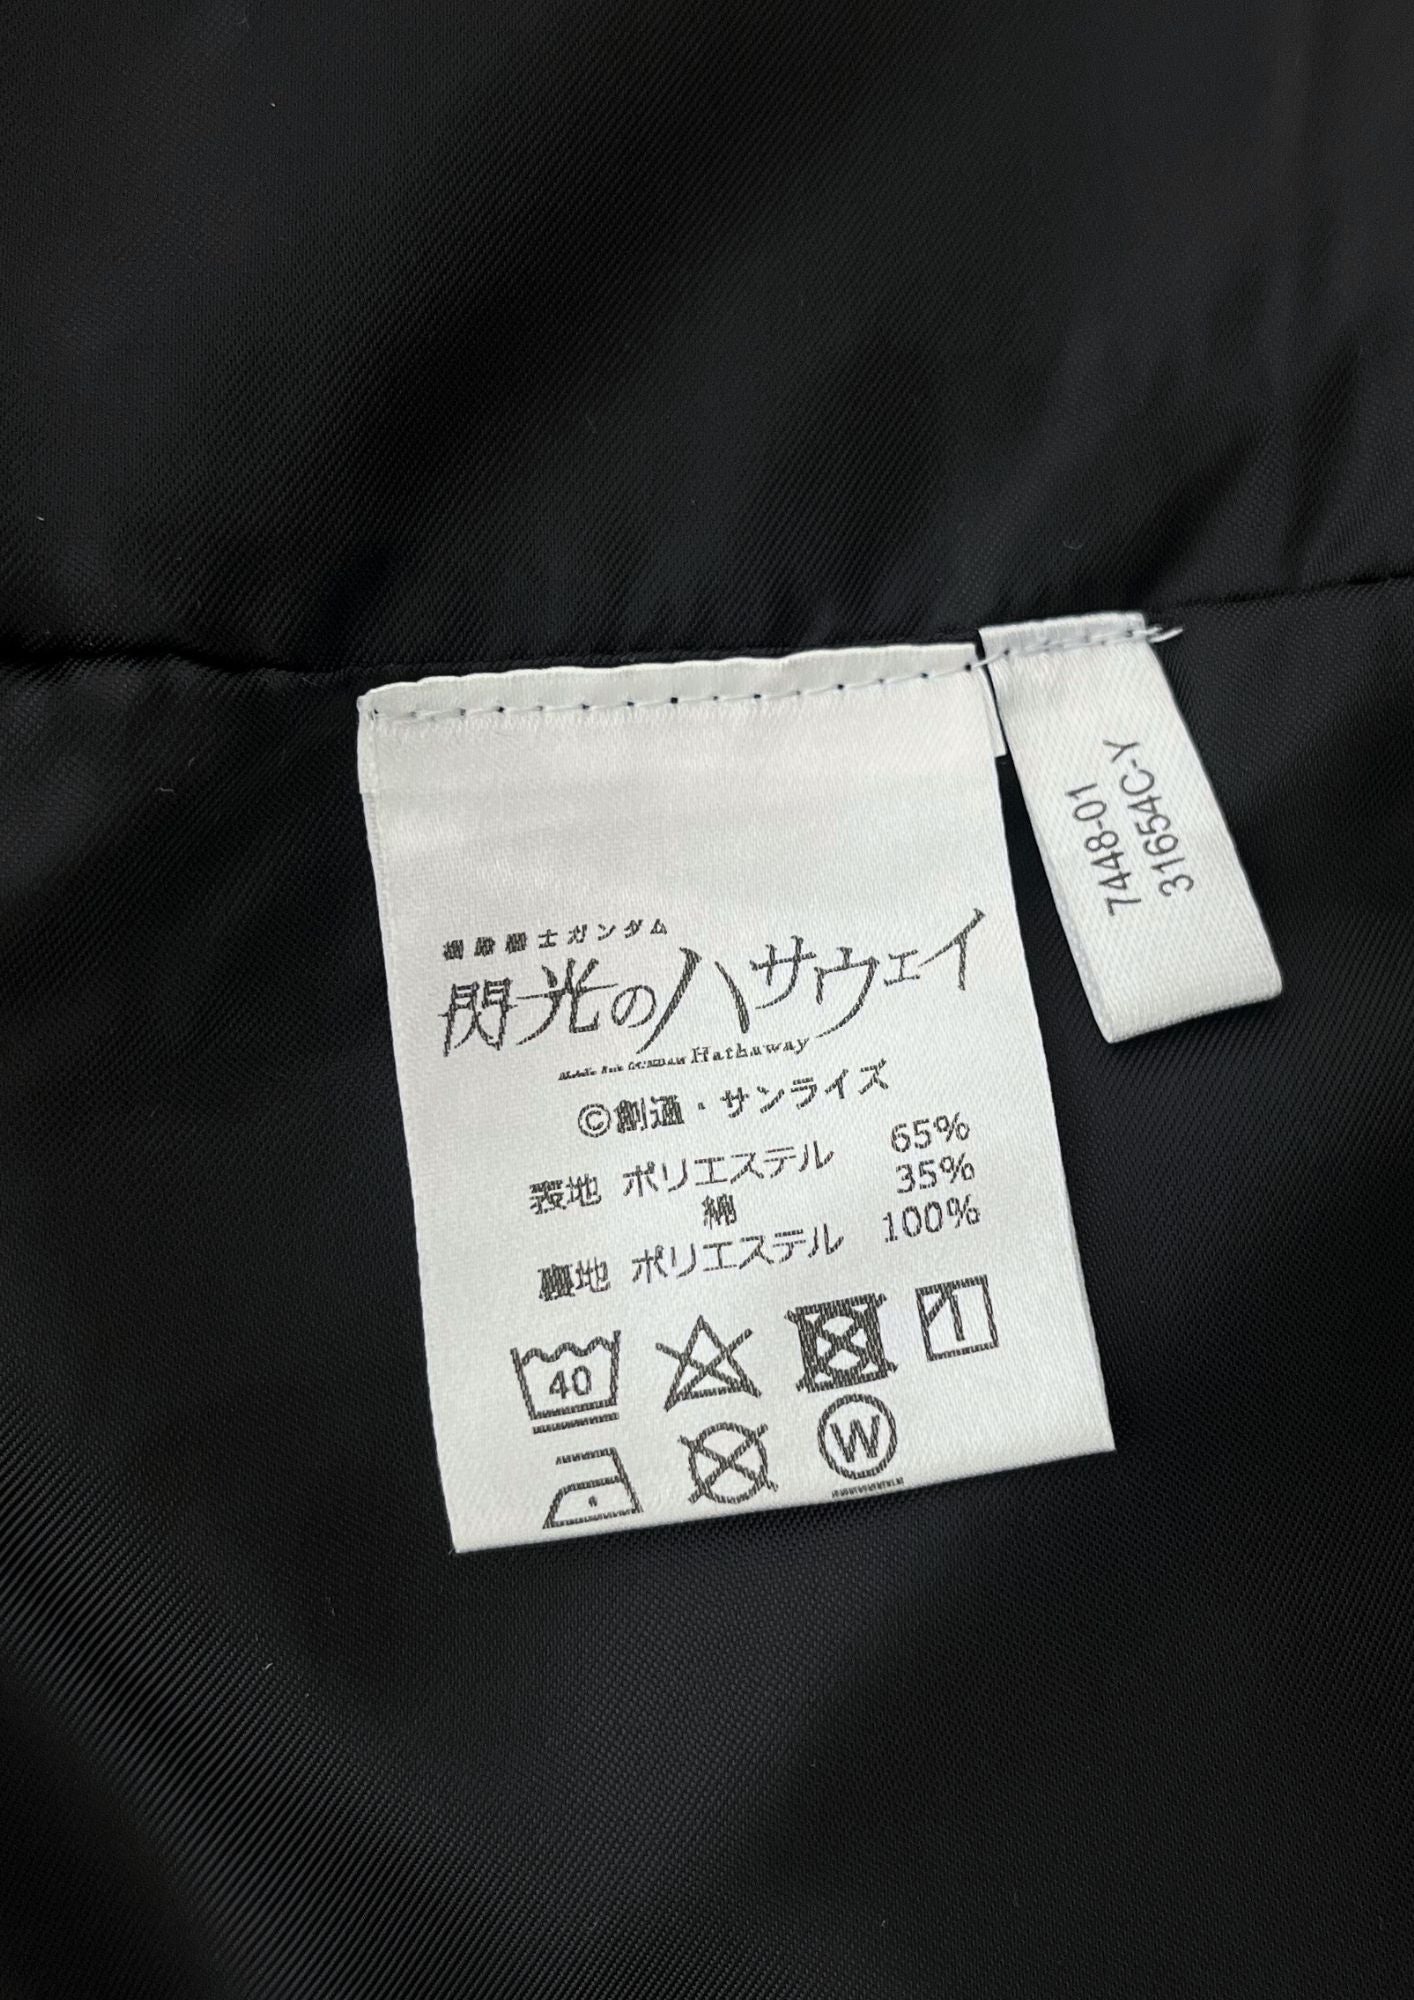 機動戦士ガンダム
閃光のハサウェイ
Hathaway
©創通・サンライズ
表地 ポリエステル 65%
綿 35%
裏地 ポリエステル 100%
40
W
7448-01
31654C-Y